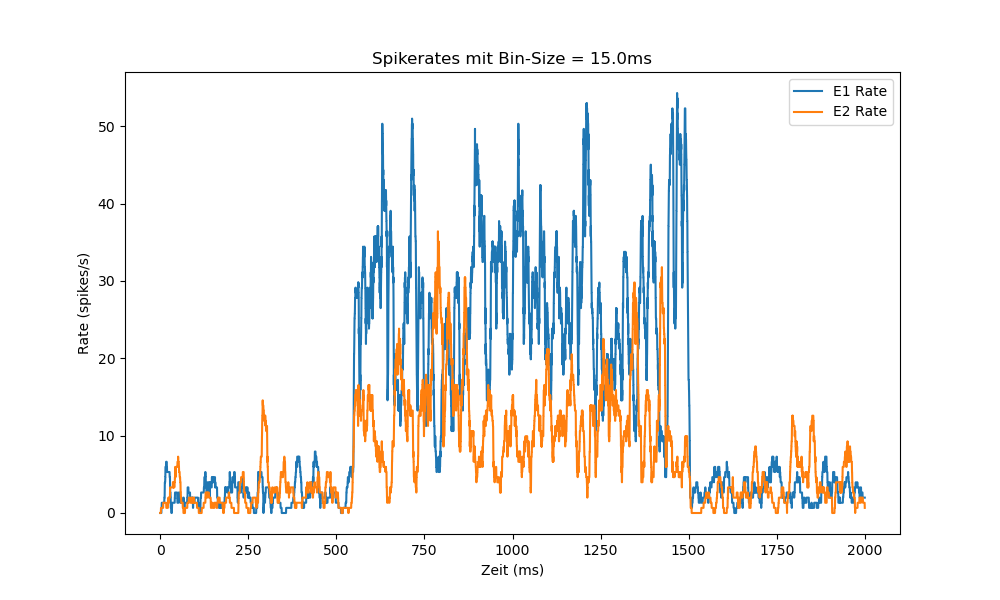 Spikerates mit Bin-Size = 15.0ms
E1 Rate
E2 Rate
Rate (spikes/s)
50
40
30
20
10
0
0 250 500 750 1000 1250 1500 1750 2000
Zeit (ms)